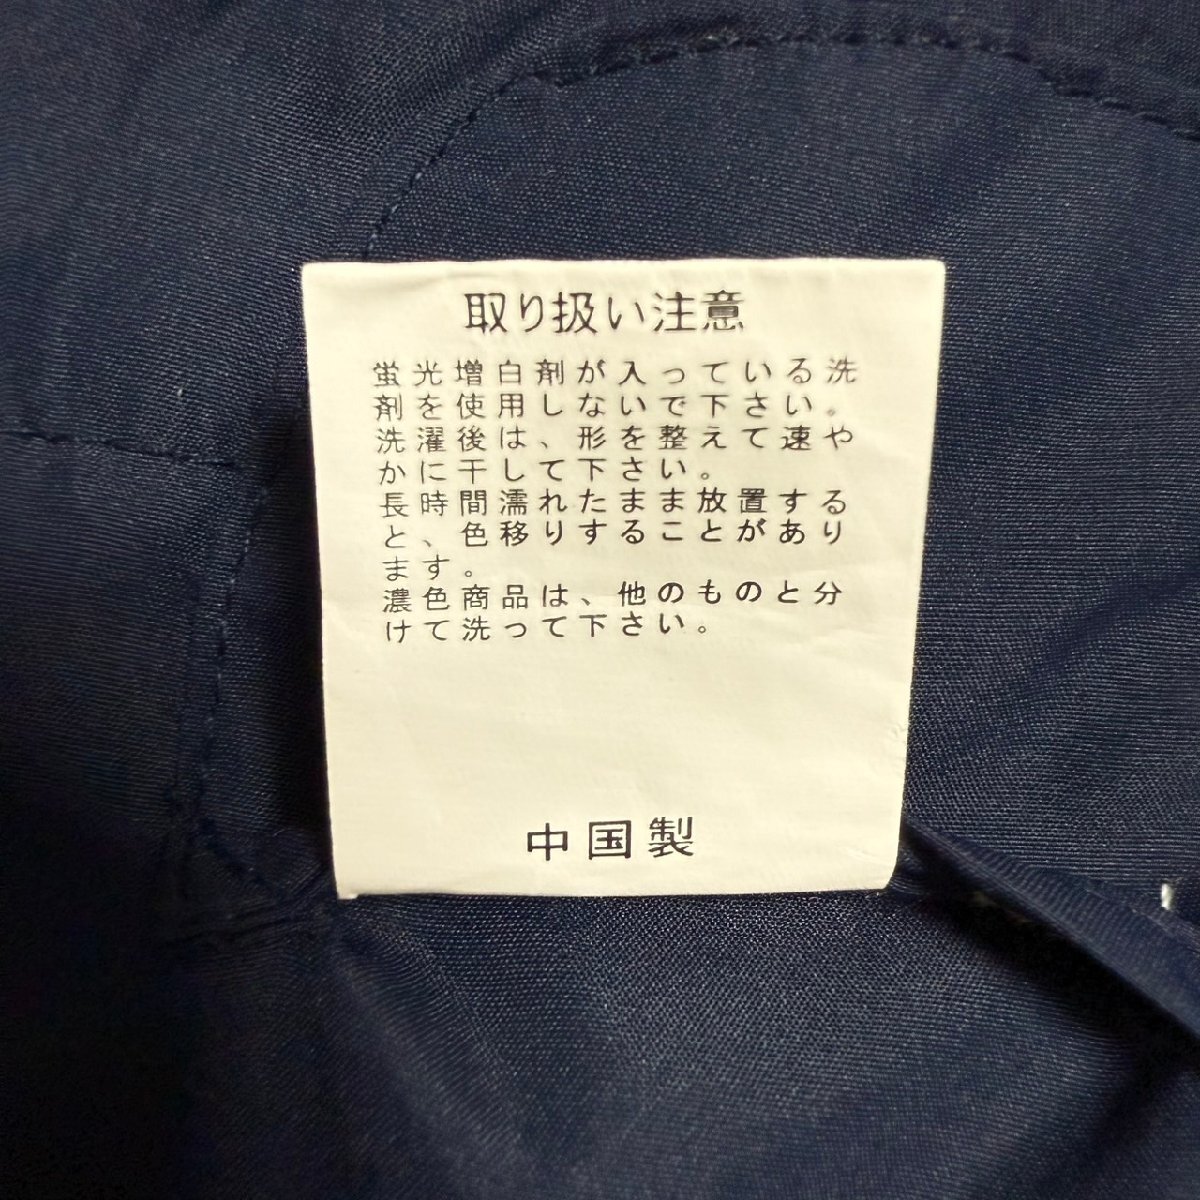 取り扱い注意
蛍光増白剤が入っている洗
剤を使用しないで下さい。
洗濯後は、形を整えて速や
かに干して下さい。
長時間濡れたまま放置する
と、色移りすることがあり
ます。
濃色商品は、他のものと分
けて洗って下さい。
中国製